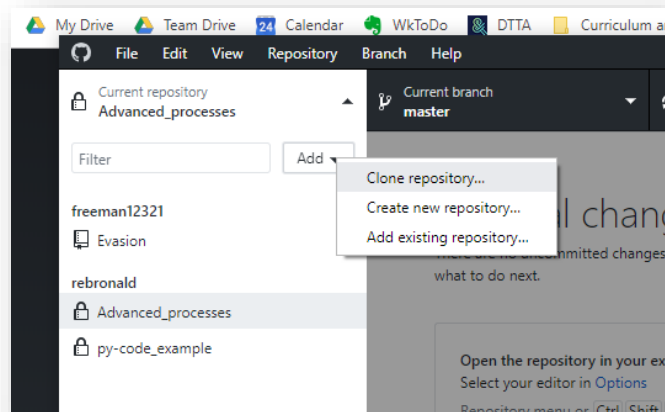 My Drive Team Drive 24 Calendar WkToDo DTTA Curriculum a
File Edit View Repository Branch Help
Current repository
Advanced_processes
Current branch
master
Filter
Add
Clone repository...
Create new repository...
Add existing repository...
freeman12321
Evasion
rebronald
Advanced_processes
py-code_example
l chang
There are no uncommitted changes
what to do next.
Open the repository in your ex
Select your editor in Options
Repository menu or Ctrl Shift